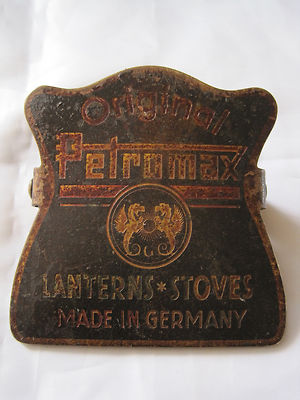 Original
Petromax
LANTERNS * STOVES
MADE IN GERMANY